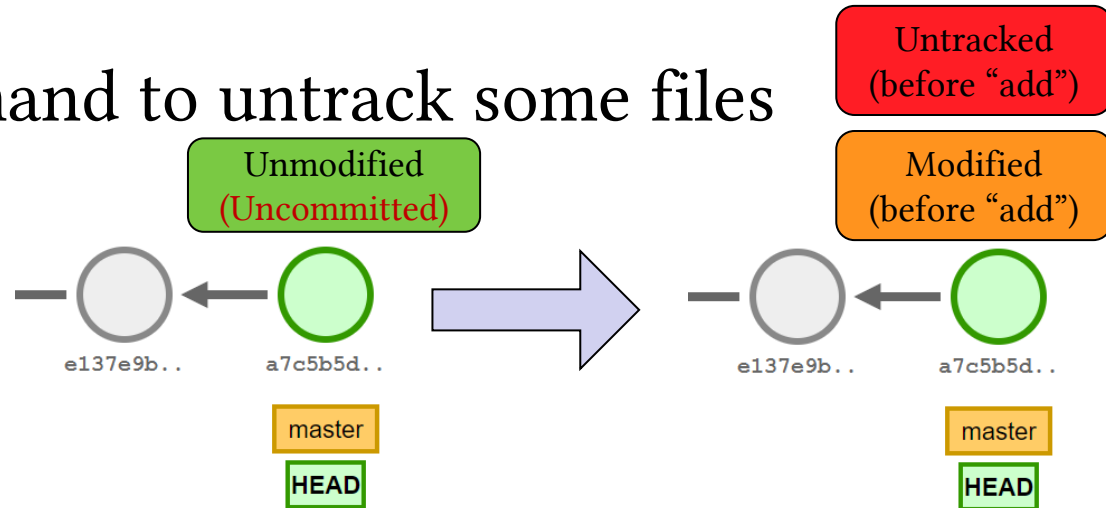 to untrack some files
Untracked
(before “add”)
Unmodified
(Uncommitted)
Modified
(before “add”)
e137e9b..
a7c5b5d..
e137e9b..
a7c5b5d..
master
HEAD
master
HEAD